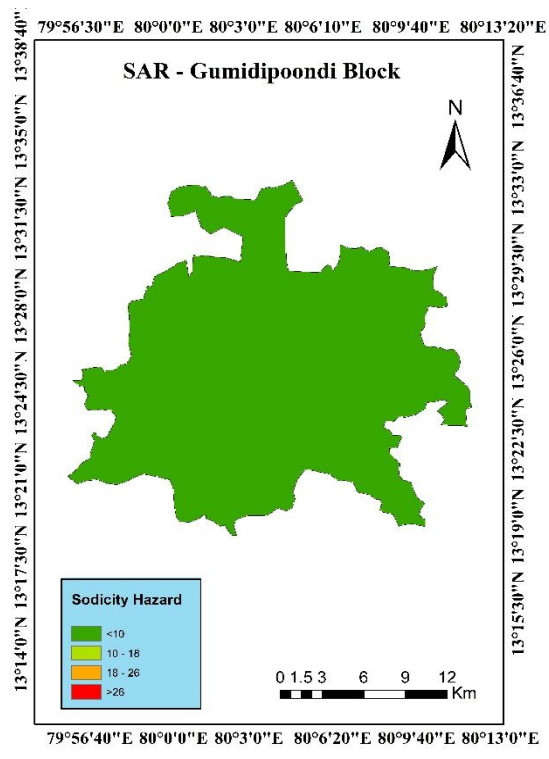 79°56'30"E 80°0'0"E 80°3'0"E 80°6'10"E 80°9'40"E 80°13'20"E
SAR - Gumidipoondi Block
N
13°38'40"
13°35'0"N
13°31'30"N
13°28'0"N
13°24'30"N
13°21'0"N
13°17'30"N
13°14'0"N
13°36'40"N
13°33'0"N
13°29'30"N
13°26'0"N
13°22'30"N
13°19'0"N
13°15'30"N
Sodicity Hazard
<10
10 - 18
18 - 26
>26
0 1.5 3 6 9 12
Km
79°56'40"E 80°0'0"E 80°3'0"E 80°6'20"E 80°9'40"E 80°13'0"E